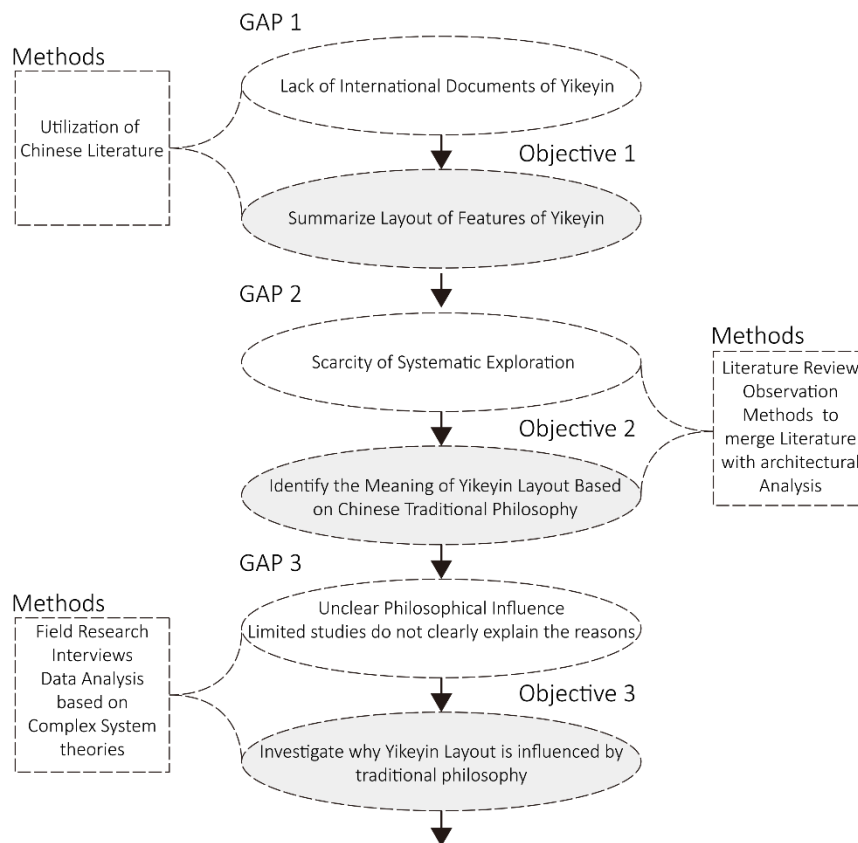 GAP 1
Methods
Lack of International Documents of Yikeyin
Utilization of
Chinese Literature
Objective 1
Summarize Layout of Features of Yikeyin
GAP 2
Methods
Scarcity of Systematic Exploration
Literature Review
Observation
Methods to
merge Literature
with architectural
Analysis
Objective 2
Identify the Meaning of Yikeyin Layout Based
on Chinese Traditional Philosophy
GAP 3
Methods
Unclear Philosophical Influence
Limited studies do not clearly explain the reasons
Field Research
Interviews
Data Analysis
based on
Complex System
theories
Objective 3
Investigate why Yikeyin Layout is influenced by
traditional philosophy